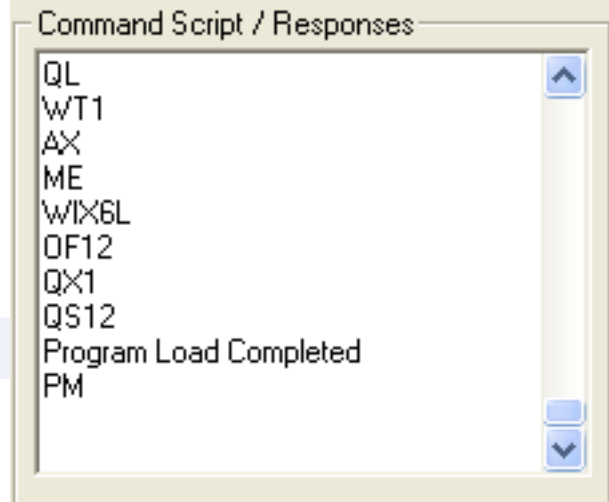 Command Script / Responses
QL
WT1
AX
ME
WIX6L
OF12
QX1
QS12
Program Load Completed
PM